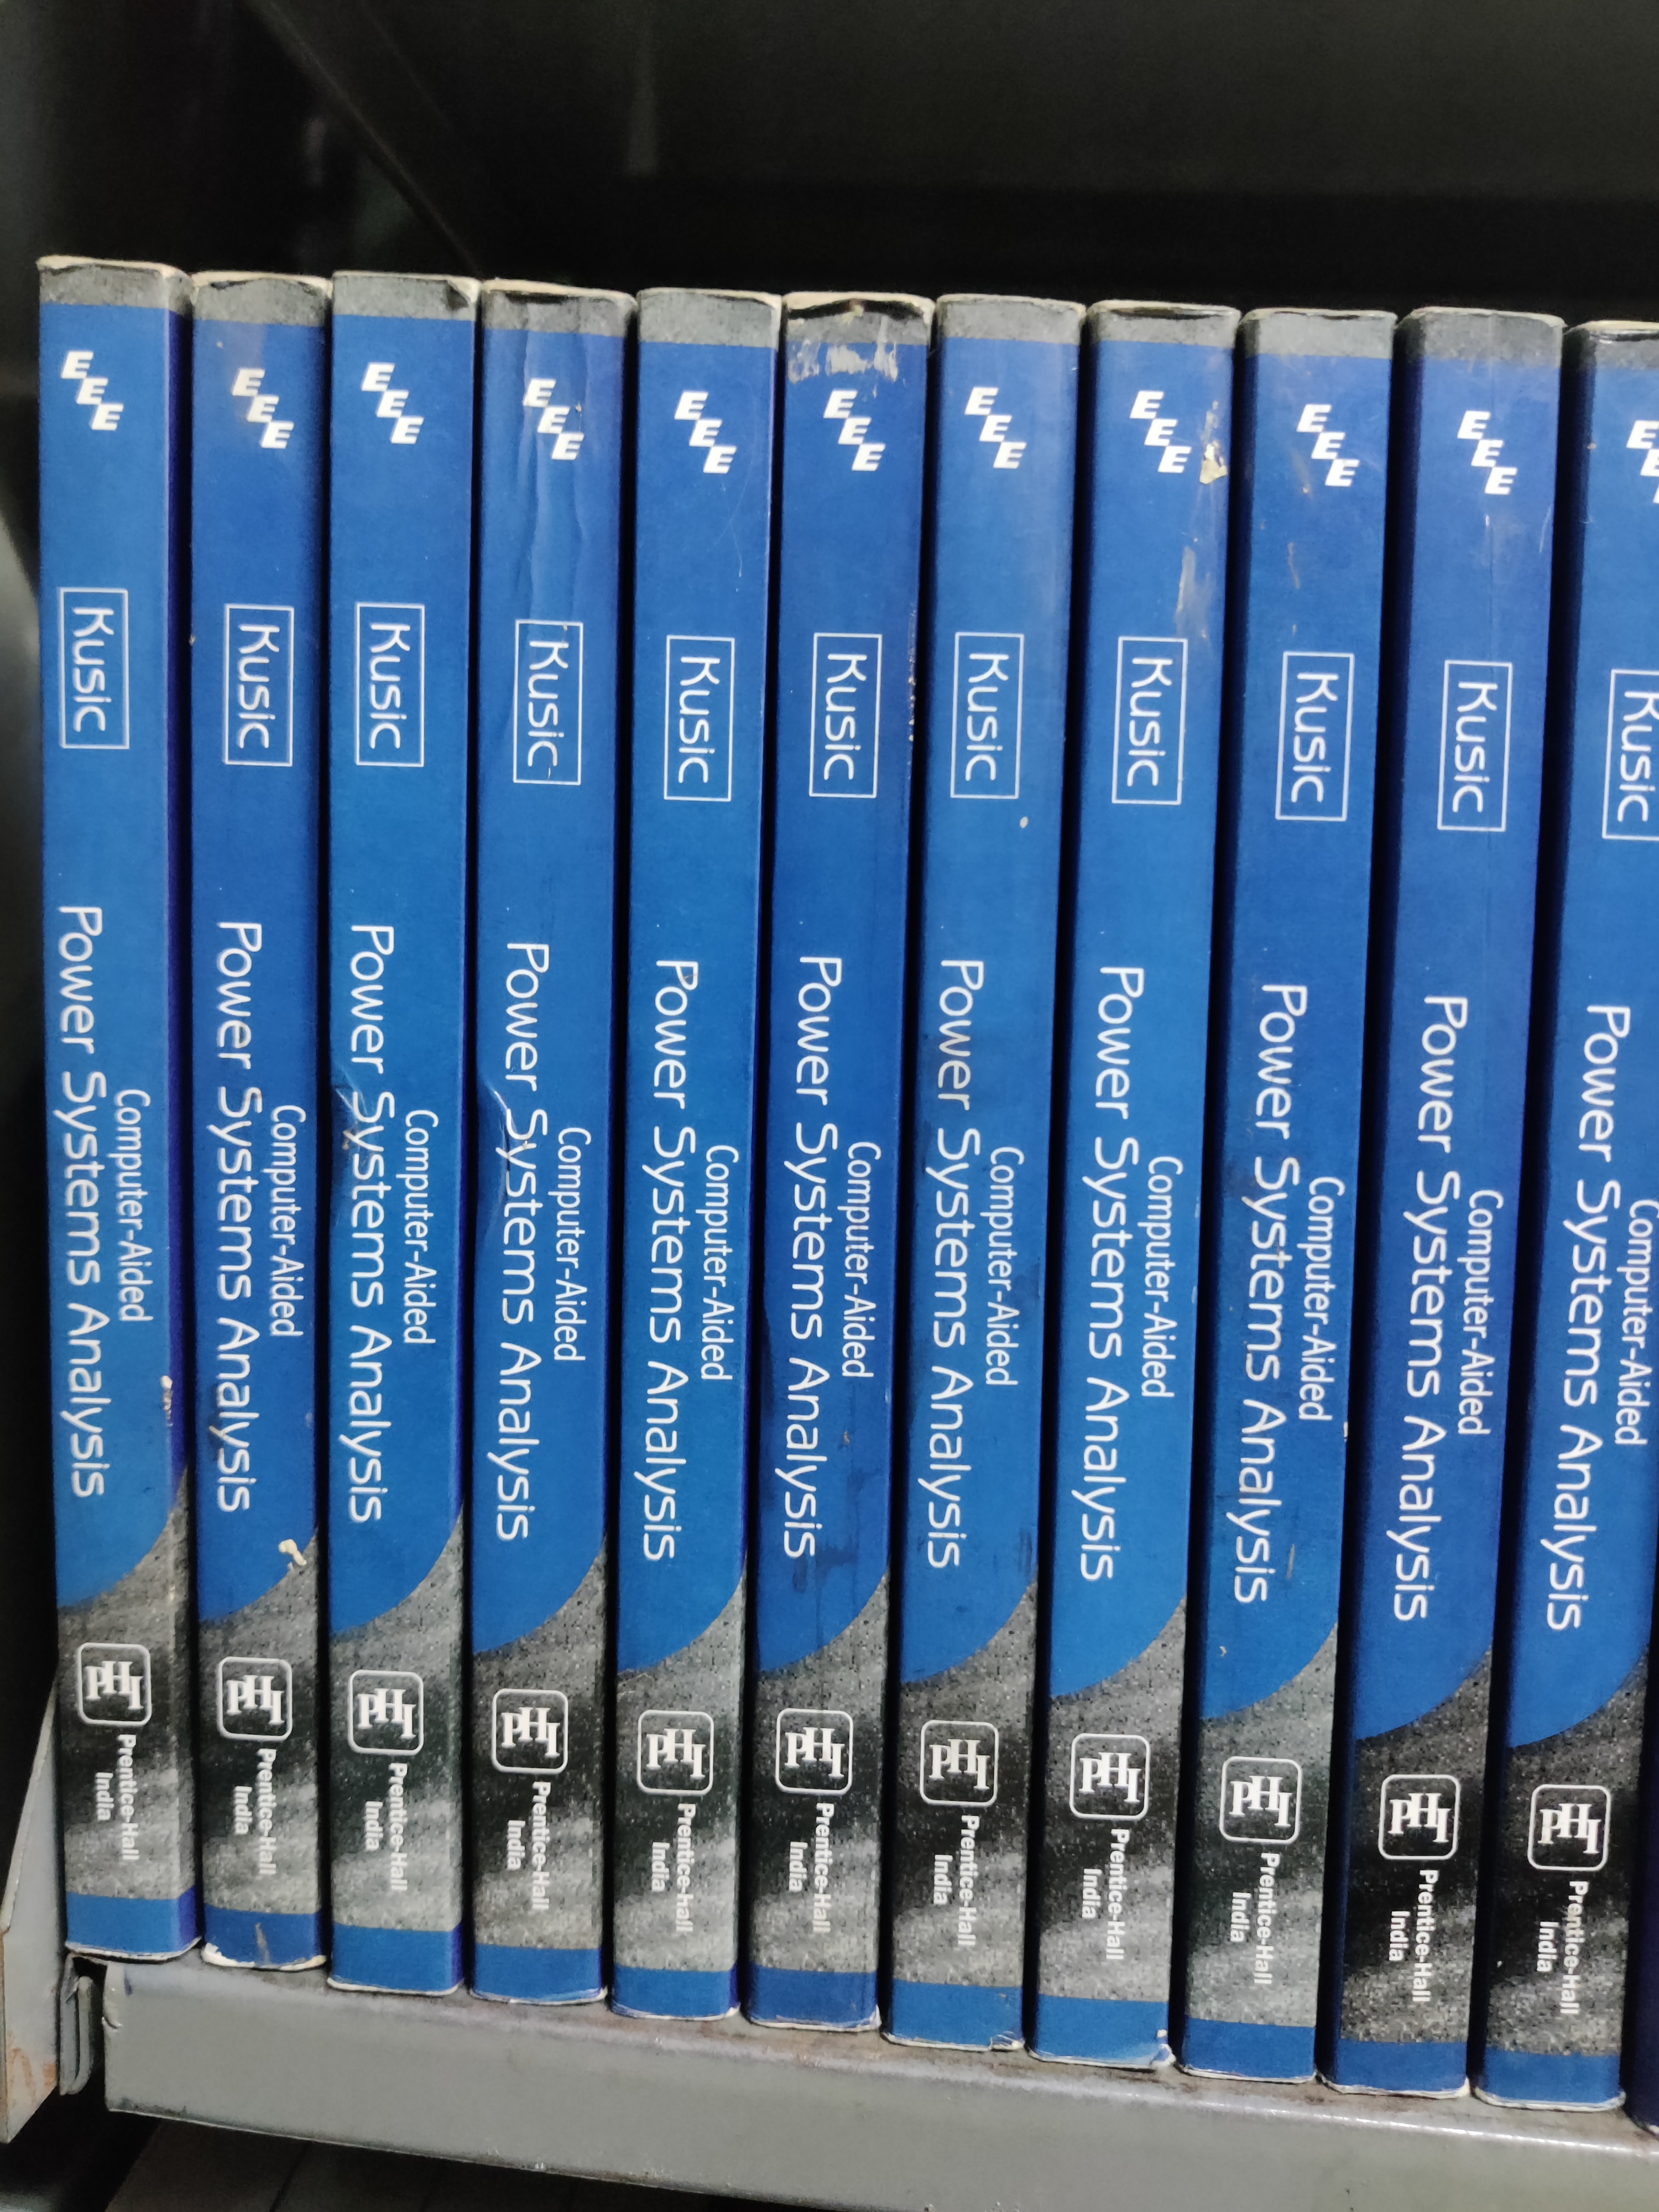 EEE
Kusic
Computer-Aided
Power Systems Analysis
PHI
Prentice-Hall
India
EEE
Kusic
Computer-Aided
Power Systems Analysis
PHI
Prentice-Hall
India
EEE
Kusic
Computer-Aided
Power Systems Analysis
PHI
Prentice-Hall
India
EEE
Kusic
Computer-Aided
Power Systems Analysis
PHI
Prentice-Hall
India
EEE
Kusic
Computer-Aided
Power Systems Analysis
PHI
Prentice-Hall
India
EEE
Kusic
Computer-Aided
Power Systems Analysis
PHI
Prentice-Hall
India
EEE
Kusic
Computer-Aided
Power Systems Analysis
PHI
Prentice-Hall
India
EEE
Kusic
Computer-Aided
Power Systems Analysis
PHI
Prentice-Hall
India
EEE
Kusic
Computer-Aided
Power Systems Analysis
PHI
Prentice-Hall
India
EEE
Kusic
Computer-Aided
Power Systems Analysis
PHI
Prentice-Hall
India
EE
Kusic
Computer-Aided
Power Systems Analysis
PHI
Prentice-Hall
India